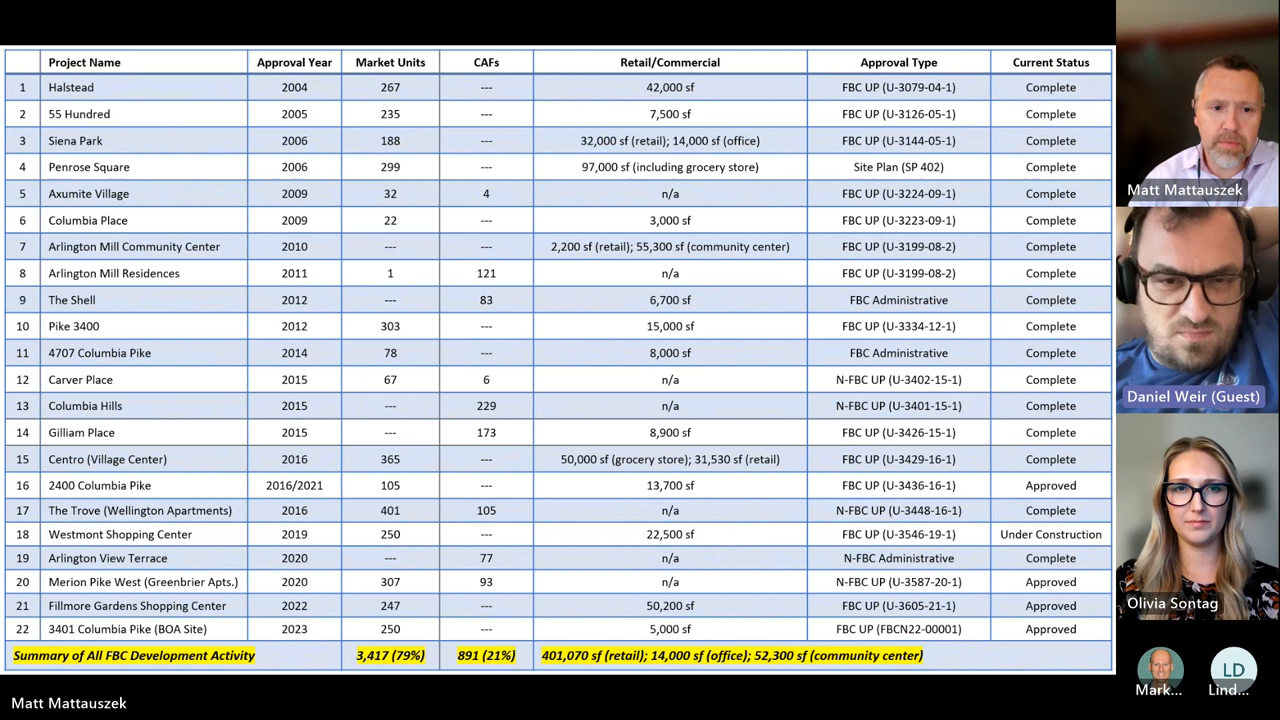 Project Name Approval Year Market Units CAFs Retail/Commercial Approval Type Current Status
1 Halstead 2004 267 --- 42,000 sf FBC UP (U-3079-04-1) Complete
2 55 Hundred 2005 235 --- 7,500 sf FBC UP (U-3126-05-1) Complete
3 Siena Park 2006 188 --- 32,000 sf (retail); 14,000 sf (office) FBC UP (U-3144-05-1) Complete
4 Penrose Square 2006 299 --- 97,000 sf (including grocery store) Site Plan (SP 402) Complete
5 Axumite Village 2009 32 4 n/a FBC UP (U-3224-09-1) Complete
6 Columbia Place 2009 22 --- 3,000 sf FBC UP (U-3223-09-1) Complete
7 Arlington Mill Community Center 2010 --- --- 2,200 sf (retail); 55,300 sf (community center) FBC UP (U-3199-08-2) Complete
8 Arlington Mill Residences 2011 1 121 n/a FBC UP (U-3199-08-2) Complete
9 The Shell 2012 --- 83 6,700 sf FBC Administrative Complete
10 Pike 3400 2012 303 --- 15,000 sf FBC UP (U-3334-12-1) Complete
11 4707 Columbia Pike 2014 78 --- 8,000 sf FBC Administrative Complete
12 Carver Place 2015 67 6 n/a N-FBC UP (U-3402-15-1) Complete
13 Columbia Hills 2015 --- 229 n/a N-FBC UP (U-3401-15-1) Complete
14 Gilliam Place 2015 --- 173 8,900 sf FBC UP (U-3426-15-1) Complete
15 Centro (Village Center) 2016 365 --- 50,000 sf (grocery store); 31,530 sf (retail) FBC UP (U-3429-16-1) Complete
16 2400 Columbia Pike 2016/2021 105 --- 13,700 sf FBC UP (U-3436-16-1) Approved
17 The Trove (Wellington Apartments) 2016 401 105 n/a N-FBC UP (U-3448-16-1) Complete
18 Westmont Shopping Center 2019 250 --- 22,500 sf FBC UP (U-3546-19-1) Under Construction
19 Arlington View Terrace 2020 --- 77 n/a N-FBC Administrative Complete
20 Merion Pike West (Greenbrier Apts.) 2020 307 93 n/a N-FBC UP (U-3587-20-1) Approved
21 Fillmore Gardens Shopping Center 2022 247 --- 50,200 sf FBC UP (U-3605-21-1) Approved
22 3401 Columbia Pike (BOA Site) 2023 250 --- 5,000 sf FBC UP (FBCN22-00001) Approved
Summary of All FBC Development Activity 3,417 (79%) 891 (21%) 401,070 sf (retail); 14,000 sf (office); 52,300 sf (community center)
Matt Mattauszek
Daniel Weir (Guest)
Olivia Sontag
LD
Mark... Lind...
Matt Mattauszek